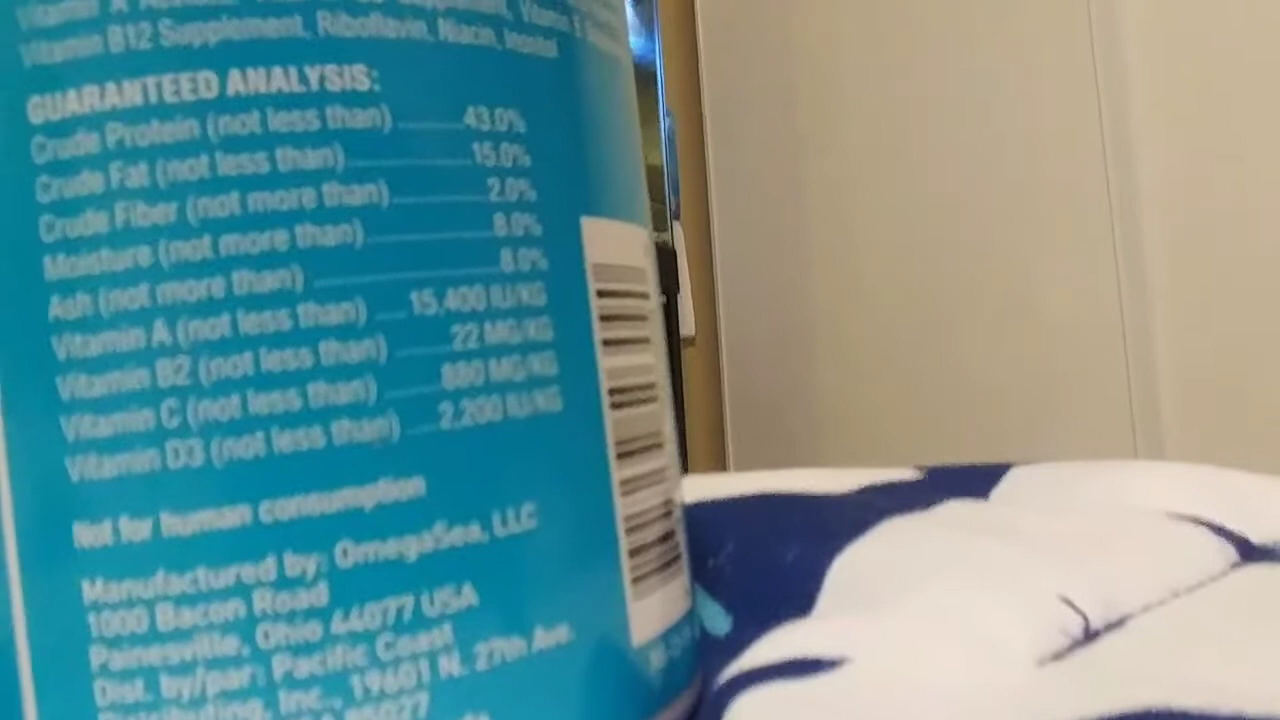 Vitamin B12 Supplement, Riboflavin, Niacin, Inositol
GUARANTEED ANALYSIS:
Crude Protein (not less than) 43.0%
Crude Fat (not less than) 15.0%
Crude Fiber (not more than) 2.0%
Moisture (not more than) 8.0%
Ash (not more than) 8.0%
Vitamin A (not less than) 15,400 IU/KG
Vitamin B2 (not less than) 22 MG/KG
Vitamin C (not less than) 880 MG/KG
Vitamin D3 (not less than) 2,200 IU/KG
Not for human consumption
Manufactured by: OmegaSea, LLC
1000 Bacon Road
Painesville, Ohio 44077 USA
Dist. by/par: Pacific Coast
Distributing, Inc., 19601 N. 27th Ave.
85027